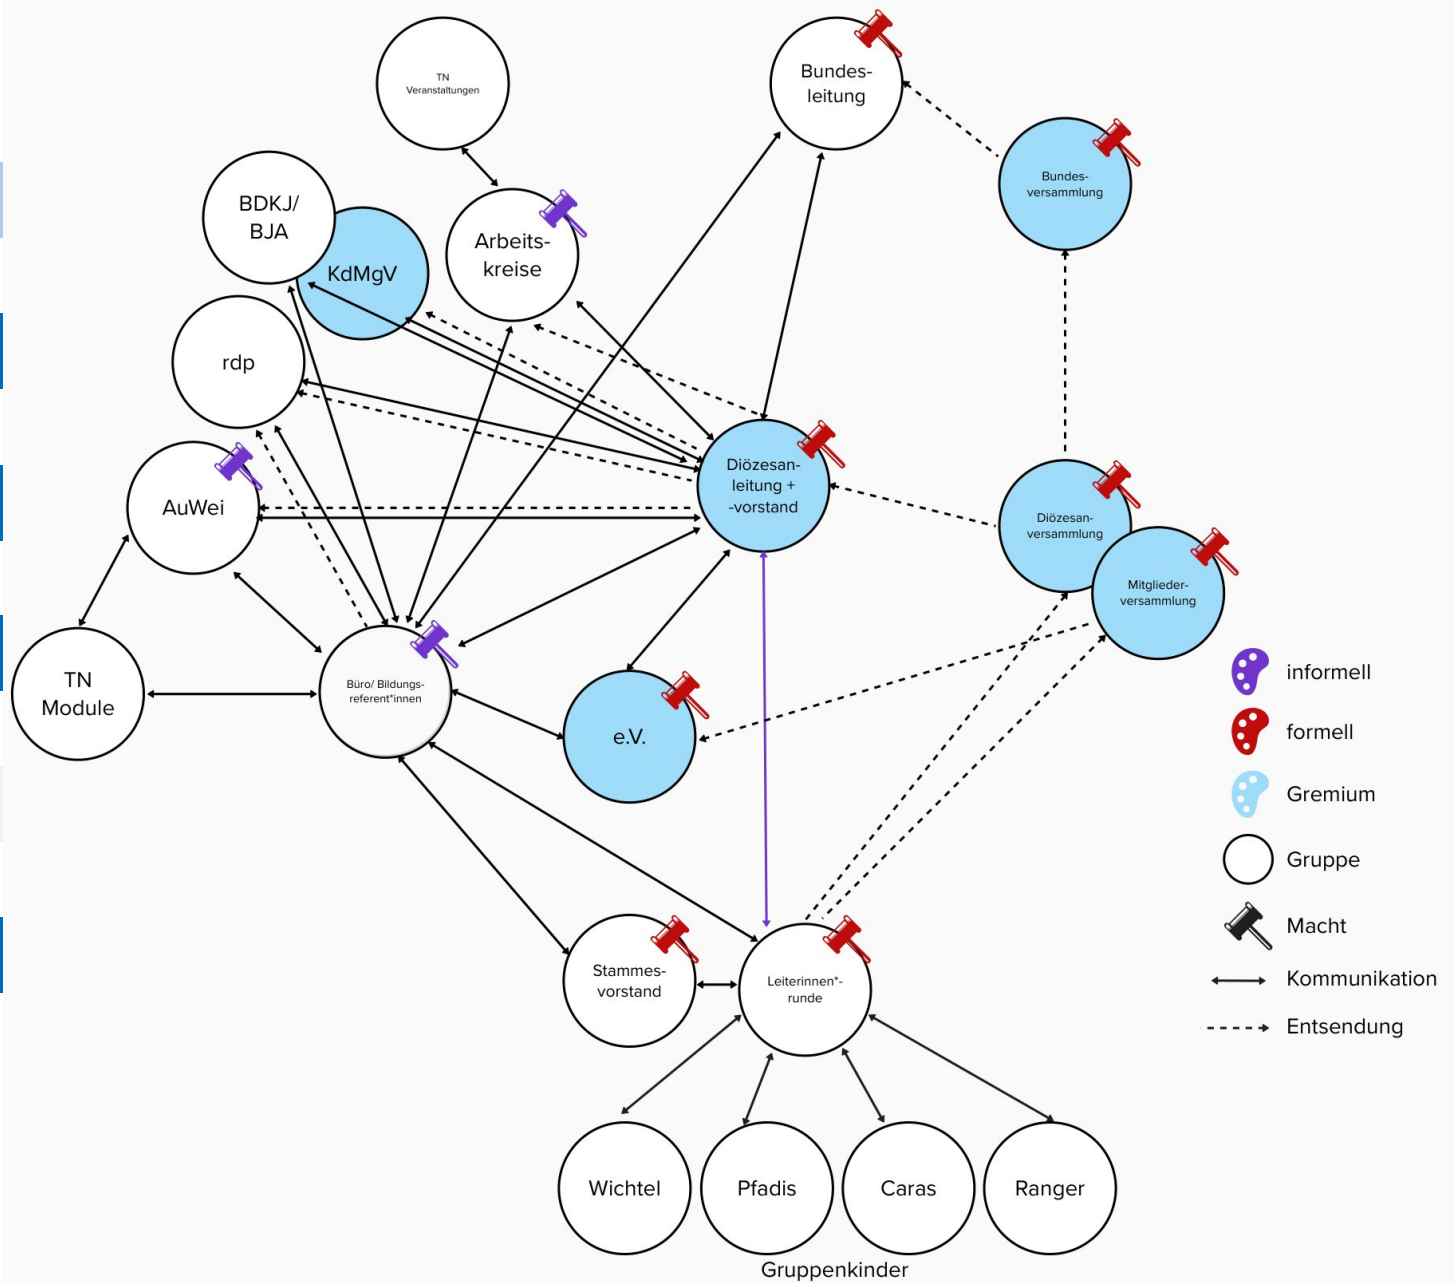 TN
Veranstaltungen
Bundes-
leitung
Bundes-
versammlung
BDKJ/
BJA
KdMgV
Arbeits-
kreise
rdp
AuWei
Diözesan-
leitung +
-vorstand
Diözesan-
versammlung
Mitglieder-
versammlung
TN
Module
Büro/ Bildungs-
referent*innen
e.V.
informell
formell
Gremium
Gruppe
Macht
Kommunikation
Entsendung
Stammes-
vorstand
Leiterinnen*-
runde
Wichtel
Pfadis
Caras
Ranger
Gruppenkinder